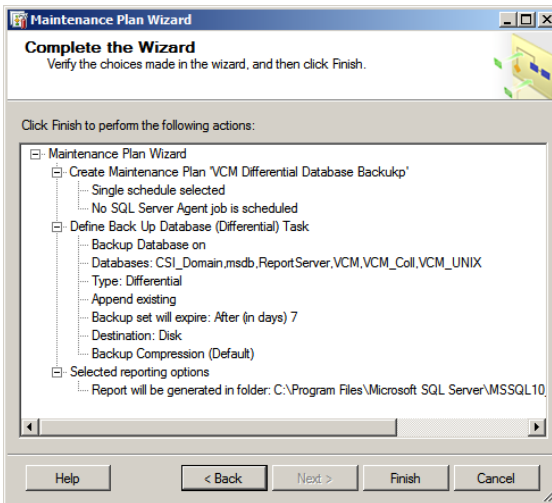 Maintenance Plan Wizard
Complete the Wizard
Verify the choices made in the wizard, and then click Finish.
Click Finish to perform the following actions:
Maintenance Plan Wizard
Create Maintenance Plan 'VCM Differential Database Backukp'
Single schedule selected
No SQL Server Agent job is scheduled
Define Back Up Database (Differential) Task
Backup Database on
Databases: CSI_Domain,msdb,ReportServer,VCM,VCM_Coll,VCM_UNIX
Type: Differential
Append existing
Backup set will expire: After (in days) 7
Destination: Disk
Backup Compression (Default)
Selected reporting options
Report will be generated in folder: C:\Program Files\Microsoft SQL Server\MSSQL10_
Help < Back Next > Finish Cancel